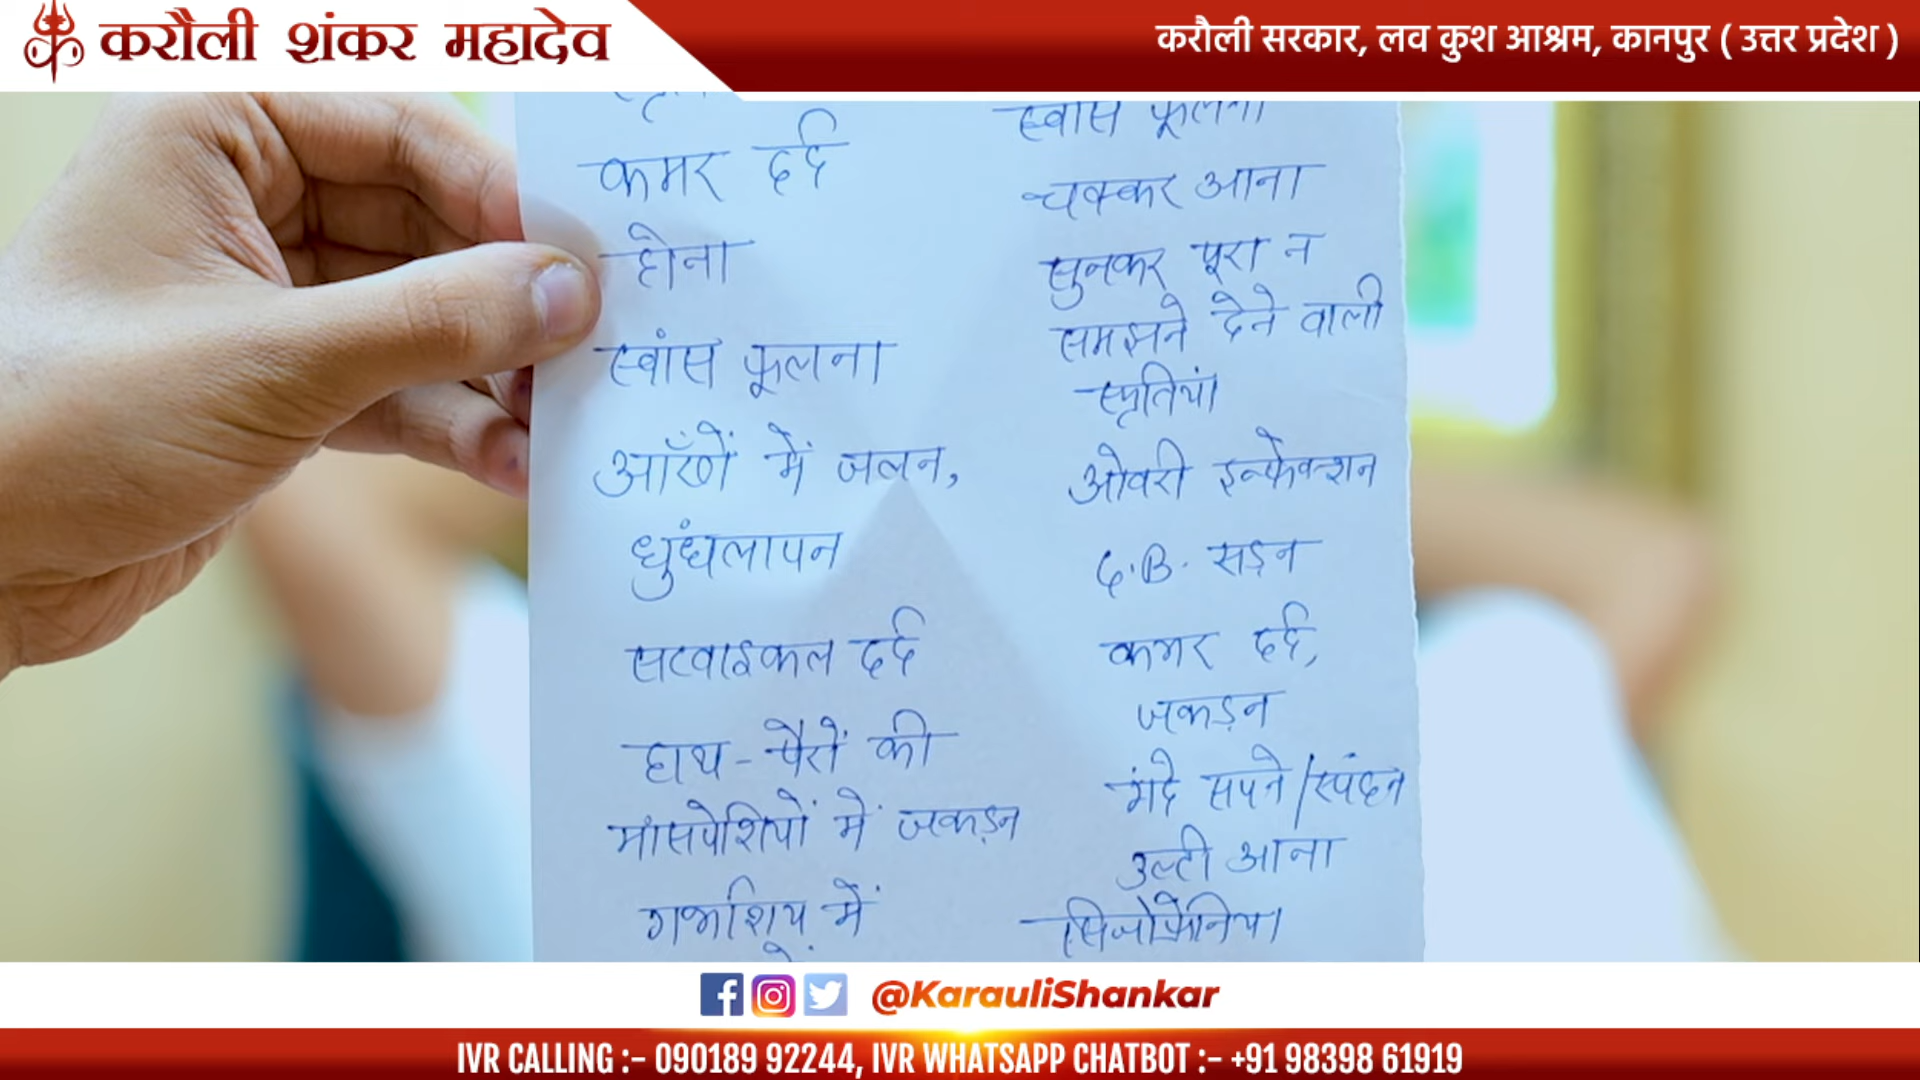 करौली शंकर महादेव
करौली सरकार, लव कुश आश्रम, कानपुर ( उत्तर प्रदेश )
कमर दर्द
होना
स्वांस फूलना
आँखों में जलन,
धुंधलापन
सरवाइकल दर्द
हाथ-पैरों की
मांसपेशियों में जकड़न
गर्भाशय में
स्वांस फूलना
चक्कर आना
सुनकर पूरा न
समझने देने वाली
स्मृतियां
ओवरी इन्फेक्शन
सड़न
कमर दर्द,
जकड़न
गंदे सपने/स्पंदन
उल्टी आना
सिजोफ्रेनिया
@KarauliShankar
IVR CALLING :- 090189 92244, IVR WHATSAPP CHATBOT :- +91 98398 61919